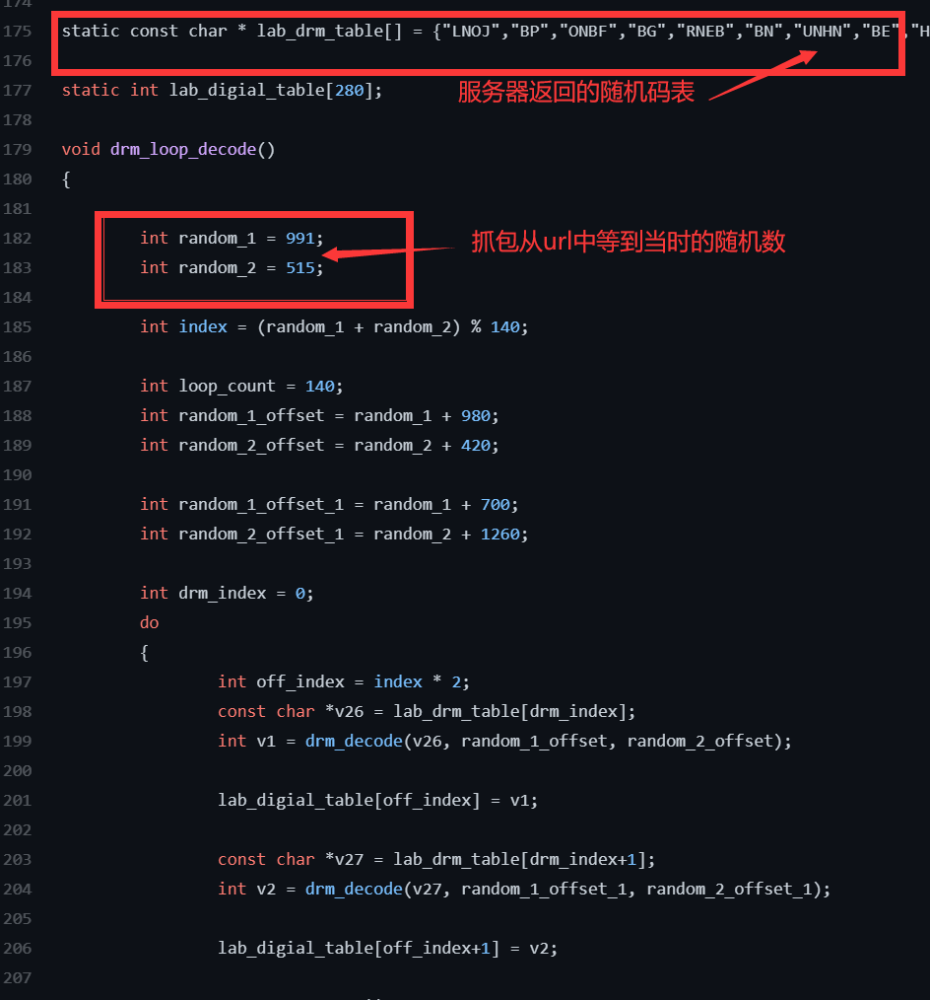 174
175 static const char * lab_drm_table[] = {"LNOJ","BP","ONBF","BG","RNEB","BN","UNHN","BE","H
176
177 static int lab_digial_table[280];
服务器返回的随机码表
178
179 void drm_loop_decode()
180 {
181
182 int random_1 = 991;
抓包从url中等到当时的随机数
183 int random_2 = 515;
184
185 int index = (random_1 + random_2) % 140;
186
187 int loop_count = 140;
188 int random_1_offset = random_1 + 980;
189 int random_2_offset = random_2 + 420;
190
191 int random_1_offset_1 = random_1 + 700;
192 int random_2_offset_1 = random_2 + 1260;
193
194 int drm_index = 0;
195 do
196 {
197 int off_index = index * 2;
198 const char *v26 = lab_drm_table[drm_index];
199 int v1 = drm_decode(v26, random_1_offset, random_2_offset);
200
201 lab_digial_table[off_index] = v1;
202
203 const char *v27 = lab_drm_table[drm_index+1];
204 int v2 = drm_decode(v27, random_1_offset_1, random_2_offset_1);
205
206 lab_digial_table[off_index+1] = v2;
207